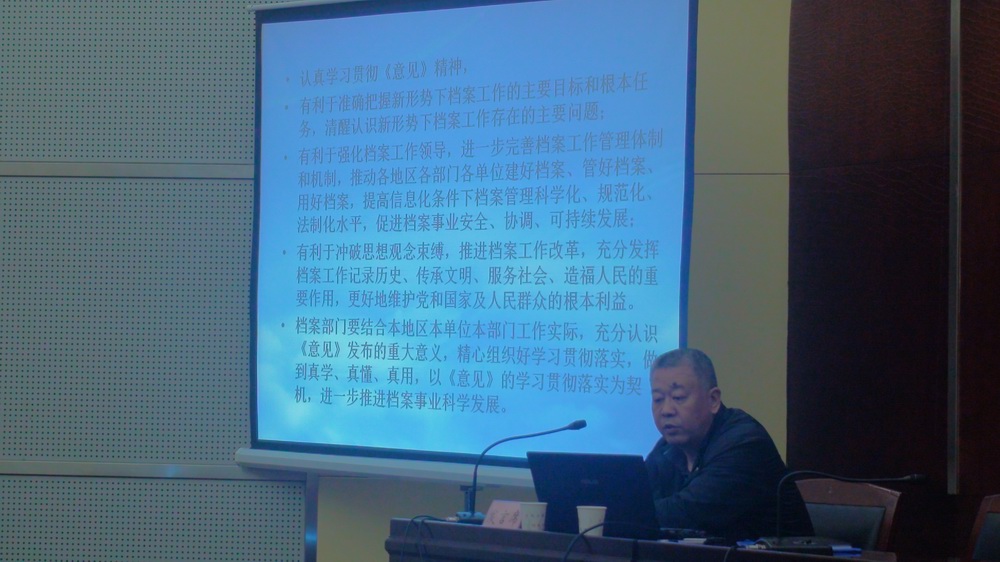 • 认真学习贯彻《意见》精神，
• 有利于准确把握新形势下档案工作的主要目标和根本任
务，清醒认识新形势下档案工作存在的主要问题；
• 有利于强化档案工作领导，进一步完善档案工作管理体制
和机制，推动各地区各部门各单位建好档案、管好档案、
用好档案，提高信息化条件下档案管理科学化、规范化、
法制化水平，促进档案事业安全、协调、可持续发展；
• 有利于冲破思想观念束缚，推进档案工作改革，充分发挥
档案工作记录历史、传承文明、服务社会、造福人民的重
要作用，更好地维护党和国家及人民群众的根本利益。
• 档案部门要结合本地区本单位本部门工作实际，充分认识
《意见》发布的重大意义，精心组织好学习贯彻落实，做
到真学、真懂、真用，以《意见》的学习贯彻落实为契
机，进一步推进档案事业科学发展。